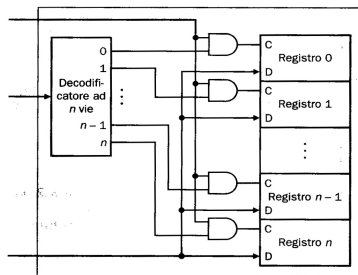 0
C
Registro 0
1
D
Decodifi-
catore ad
n vie
C
Registro 1
D
n – 1
n
C
Registro n – 1
D
C
Registro n
D